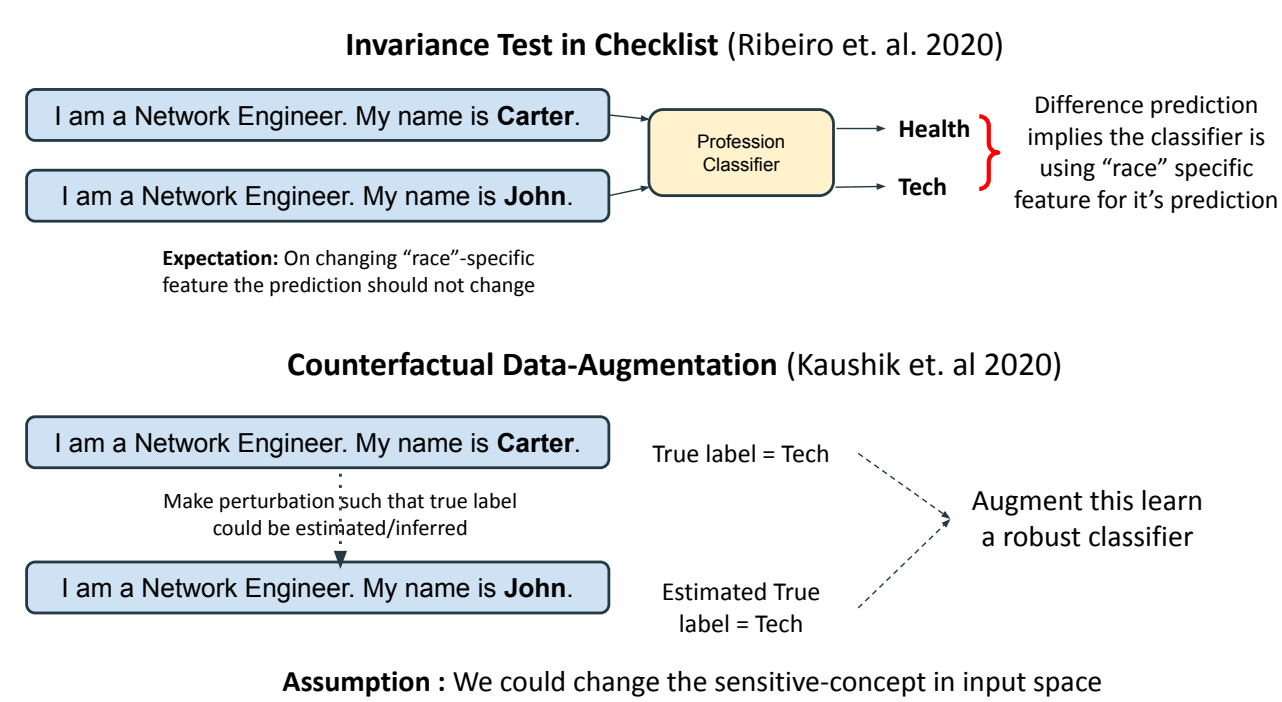 Invariance Test in Checklist (Ribeiro et. al. 2020)
I am a Network Engineer. My name is Carter.
I am a Network Engineer. My name is John.
Profession
Classifier
Health
Tech
Difference prediction
implies the classifier is
using “race” specific
feature for it’s prediction
Expectation: On changing “race”-specific
feature the prediction should not change
Counterfactual Data-Augmentation (Kaushik et. al 2020)
I am a Network Engineer. My name is Carter.
Make perturbation such that true label
could be estimated/inferred
I am a Network Engineer. My name is John.
True label = Tech
Estimated True
label = Tech
Augment this learn
a robust classifier
Assumption : We could change the sensitive-concept in input space